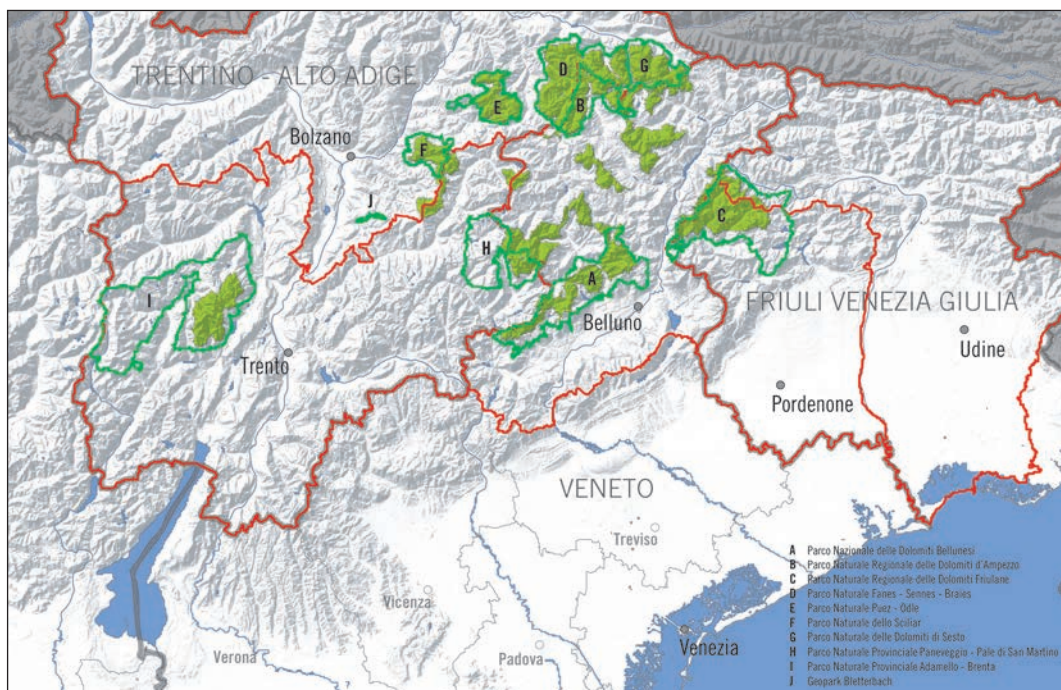 TRENTINO - ALTO ADIGE
D
G
E
B
Bolzano
F
J
C
H
A
I
FRIULI VENEZIA GIULIA
Belluno
Udine
Trento
Pordenone
VENETO
Treviso
Vicenza
Venezia
Verona
Padova
A Parco Nazionale delle Dolomiti Bellunesi
B Parco Naturale Regionale delle Dolomiti d'Ampezzo
C Parco Naturale Regionale delle Dolomiti Friulane
D Parco Naturale Fanes - Sennes - Braies
E Parco Naturale Puez - Odle
F Parco Naturale dello Sciliar
G Parco Naturale delle Dolomiti di Sesto
H Parco Naturale Provinciale Paneveggio - Pale di San Martino
I Parco Naturale Provinciale Adamello - Brenta
J Geopark Bletterbach